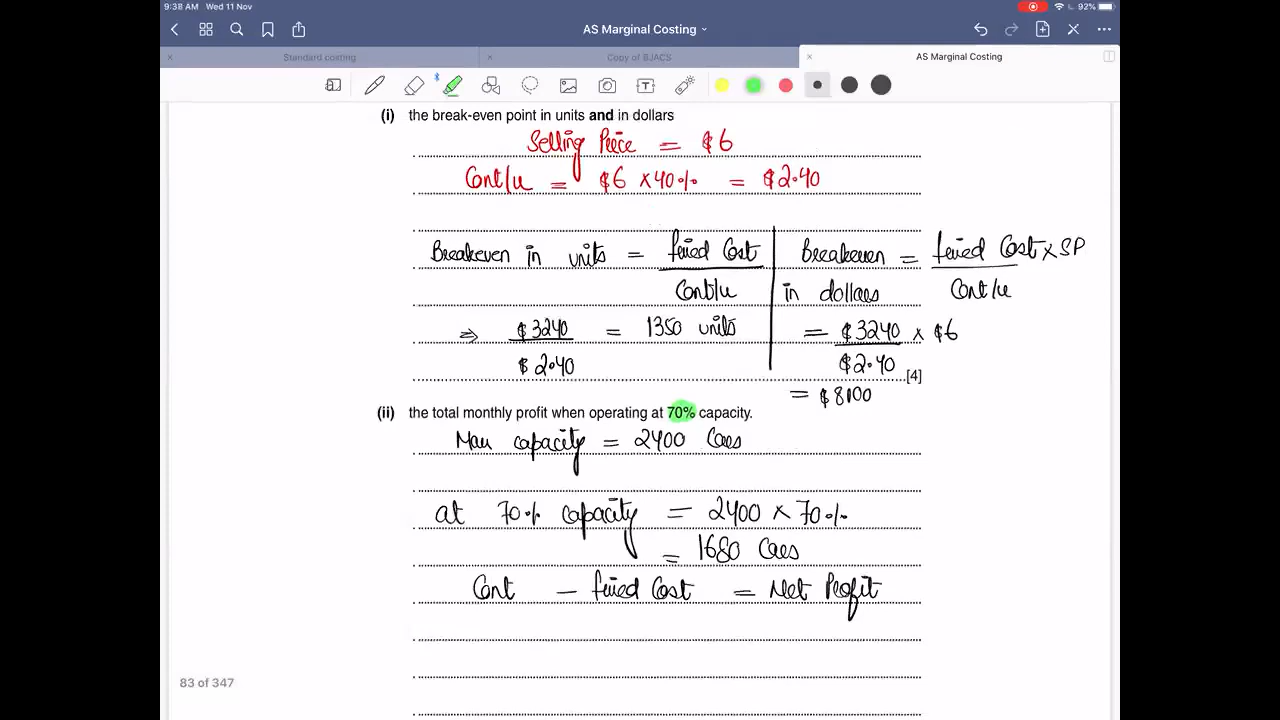 9:38 AM Wed 11 Nov
92%
AS Marginal Costing
Standard costing
Copy of BJACS
AS Marginal Costing
(i) the break-even point in units and in dollars
Selling Price = $6
Cont/u = $6 × 40% = $2.40
Breakeven in units = Fixed Cost
Cont/u
⇒ $3240 = 1350 units
$2.40
Breakeven = Fixed Cost × SP
in dollars Cont/u
= $3240 × $6
$2.40
[4]
= $8100
(ii) the total monthly profit when operating at 70% capacity.
Max capacity = 2400 Cars
at 70% capacity = 2400 × 70%
= 1680 Cars
Cont – Fixed Cost = Net Profit
83 of 347